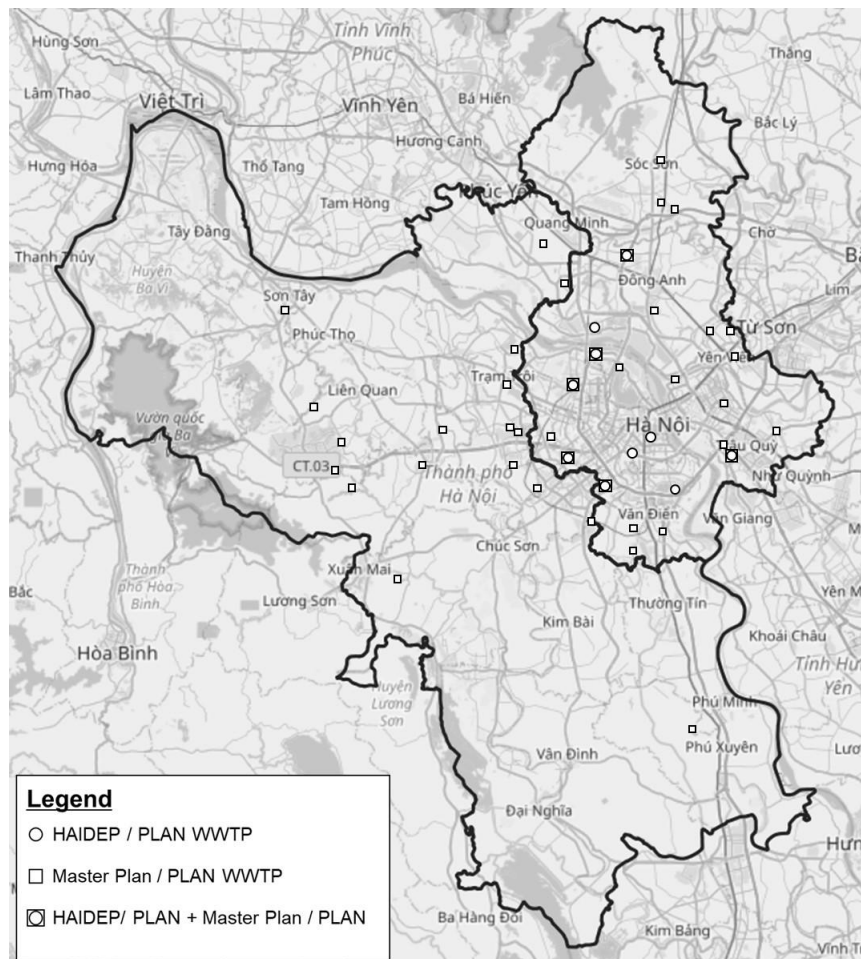 Tỉnh Vĩnh
Phúc
Hùng Sơn
Thắng
Lâm Thao
Việt Trì
Vĩnh Yên
Bá Hiến
Bắc Lý
Hương Canh
Hưng Hóa
Thổ Tang
Sóc Sơn
Phúc Yên
Tam Hồng
Quang Minh
Tây Đằng
Chờ
Thanh Thủy
Huyện
Ba Vì
Đông Anh
Lim
Sơn Tây
Phúc Thọ
Từ Sơn
Yên Viên
Trạm Trôi
Liên Quan
Vườn quốc
Hà Nội
CT.03
Trâu Quỳ
Thành phố
Hà Nội
Như Quỳnh
Văn Điển
Văn Giang
Chúc Sơn
Xuân Mai
Thành
phố Hòa
Bình
Bắc
Lương Sơn
Thường Tín
Yên M
Kim Bài
Khoái Châu
Hòa Bình
Tỉnh Hư
Yên
Huyện
Lương
Sơn
Phú Minh
Phú Xuyên
Lươ
Vân Đình
Đại Nghĩa
Hưn
Ba Hàng Đồi
Kim Bảng
Vĩnh Tr
Legend
HAIDEP / PLAN WWTP
Master Plan / PLAN WWTP
HAIDEP/ PLAN + Master Plan / PLAN